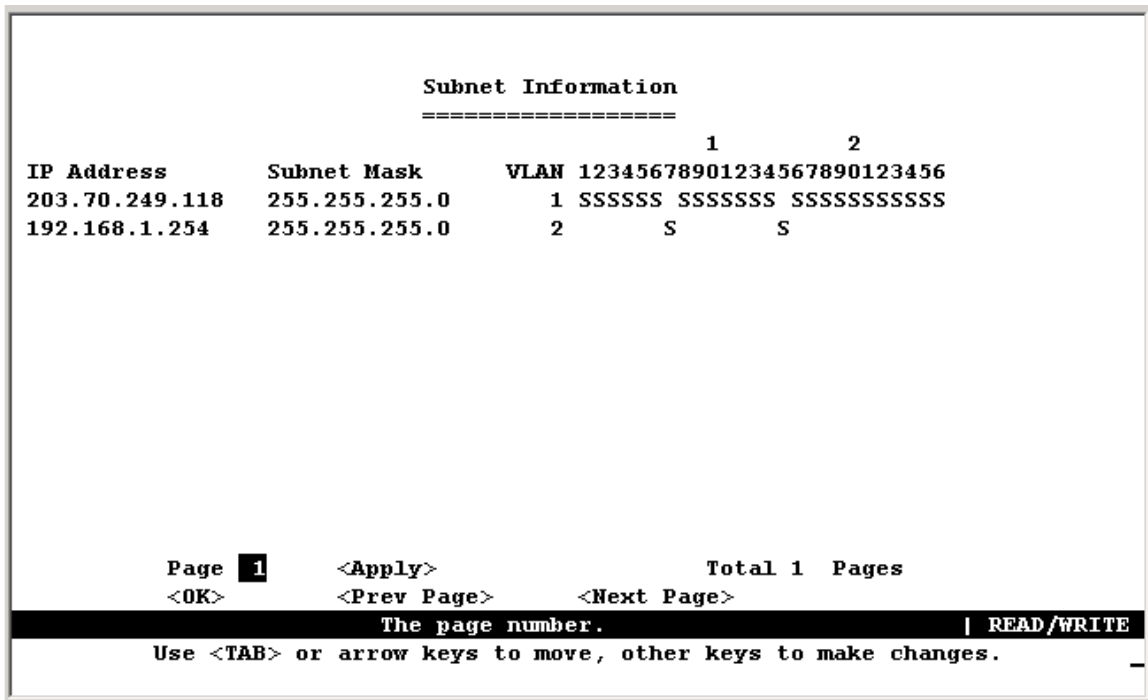 Subnet Information
==================
1 2
IP Address Subnet Mask VLAN 12345678901234567890123456
203.70.249.118 255.255.255.0 1 SSSSSS SSSSSSS SSSSSSSSSSS
192.168.1.254 255.255.255.0 2 S S
Page 1 <Apply> Total 1 Pages
<OK> <Prev Page> <Next Page>
The page number. | READ/WRITE
Use <TAB> or arrow keys to move, other keys to make changes.